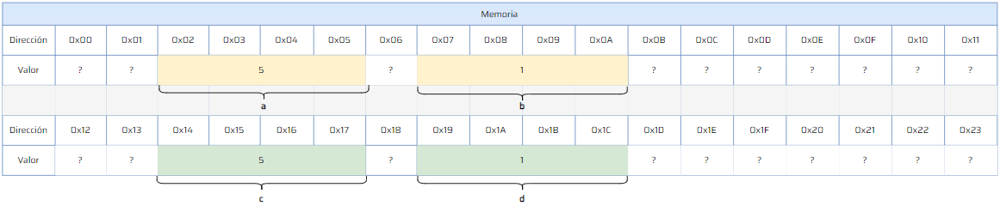 Memoria
Dirección 0x00 0x01 0x02 0x03 0x04 0x05 0x06 0x07 0x08 0x09 0x0A 0x0B 0x0C 0x0D 0x0E 0x0F 0x10 0x11
Valor ? ? 5 ? 1 ? ? ? ? ? ? ?
a b
Dirección 0x12 0x13 0x14 0x15 0x16 0x17 0x18 0x19 0x1A 0x1B 0x1C 0x1D 0x1E 0x1F 0x20 0x21 0x22 0x23
Valor ? ? 5 ? 1 ? ? ? ? ? ? ?
c d